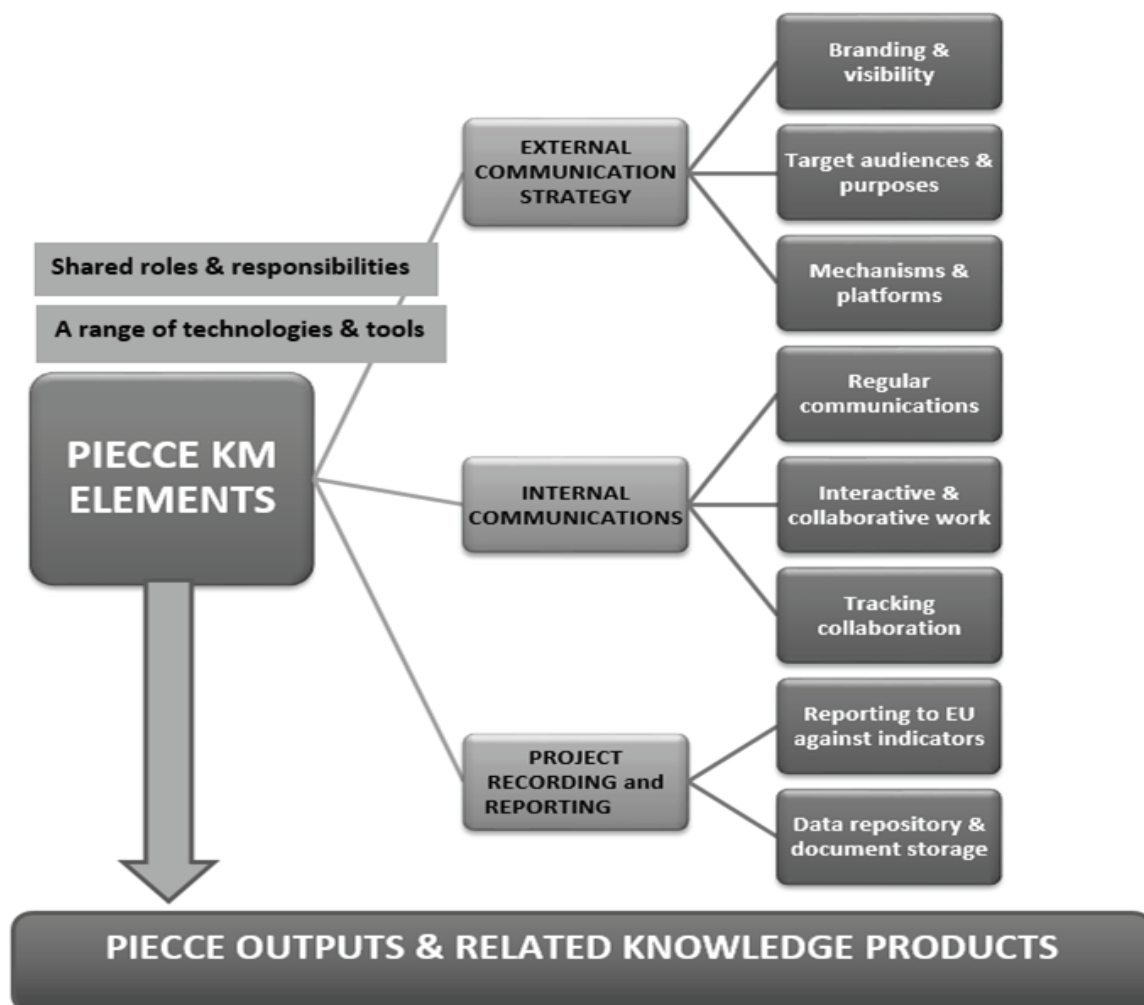 Branding &
visibility
EXTERNAL
COMMUNICATION
STRATEGY
Target audiences &
purposes
Mechanisms &
platforms
Shared roles & responsibilities
A range of technologies & tools
PIECCE KM
ELEMENTS
INTERNAL
COMMUNICATIONS
Regular
communications
Interactive &
collaborative work
Tracking
collaboration
PROJECT
RECORDING and
REPORTING
Reporting to EU
against indicators
Data repository &
document storage
PIECCE OUTPUTS & RELATED KNOWLEDGE PRODUCTS